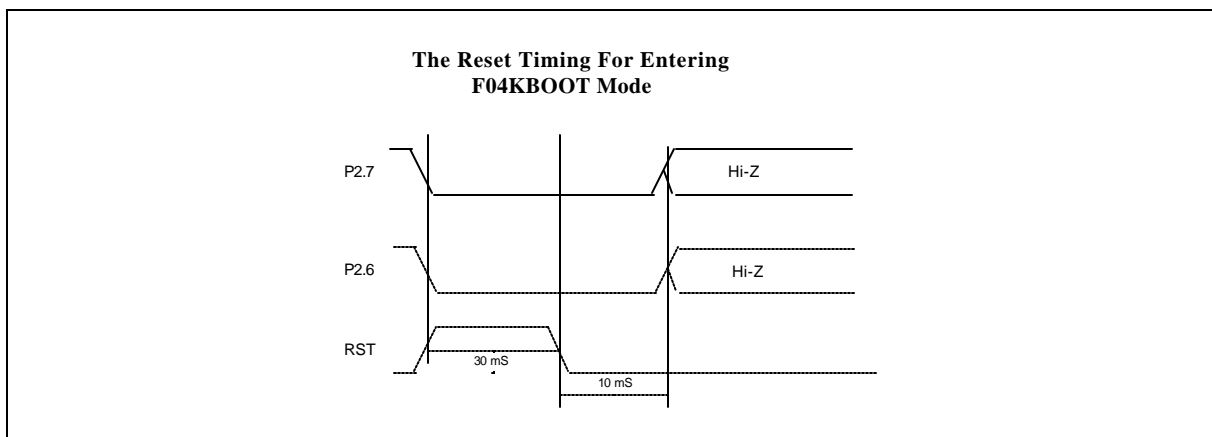 The Reset Timing For Entering
F04KBOOT Mode
P2.7
Hi-Z
P2.6
Hi-Z
RST
30 mS
10 mS